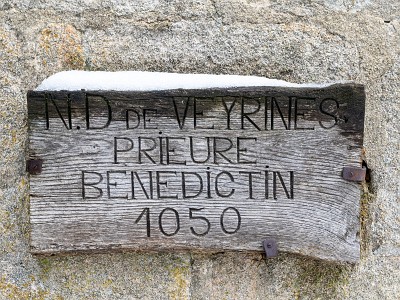 N.D DE VEYRINES
PRIEURE
BENEDICTIN
1050